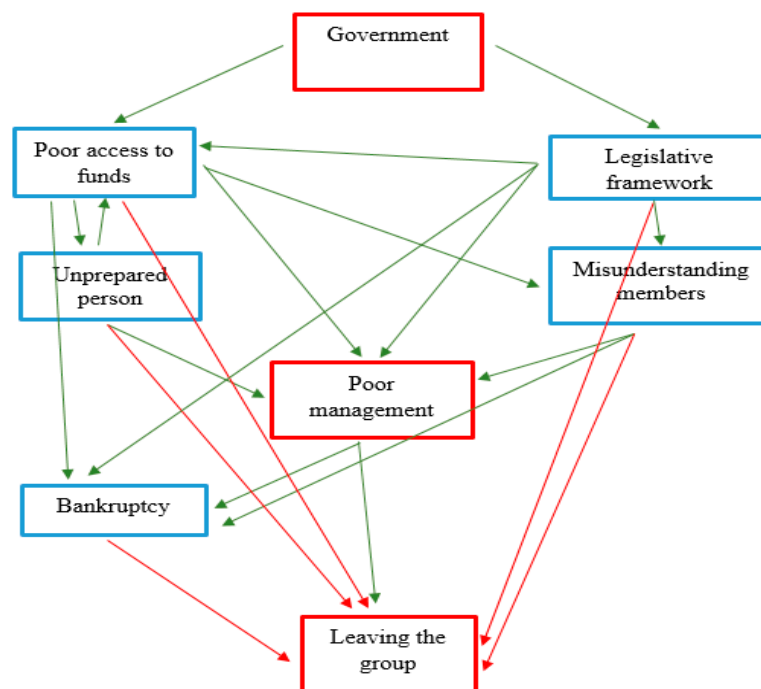 Government
Poor access to
funds
Legislative
framework
Unprepared
person
Misunderstanding
members
Poor
management
Bankruptcy
Leaving the
group